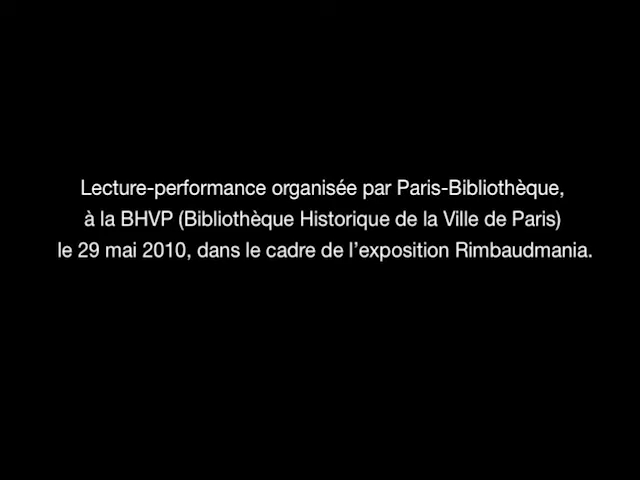 Lecture-performance organisée par Paris-Bibliothèque,
à la BHVP (Bibliothèque Historique de la Ville de Paris)
le 29 mai 2010, dans le cadre de l’exposition Rimbaudmania.